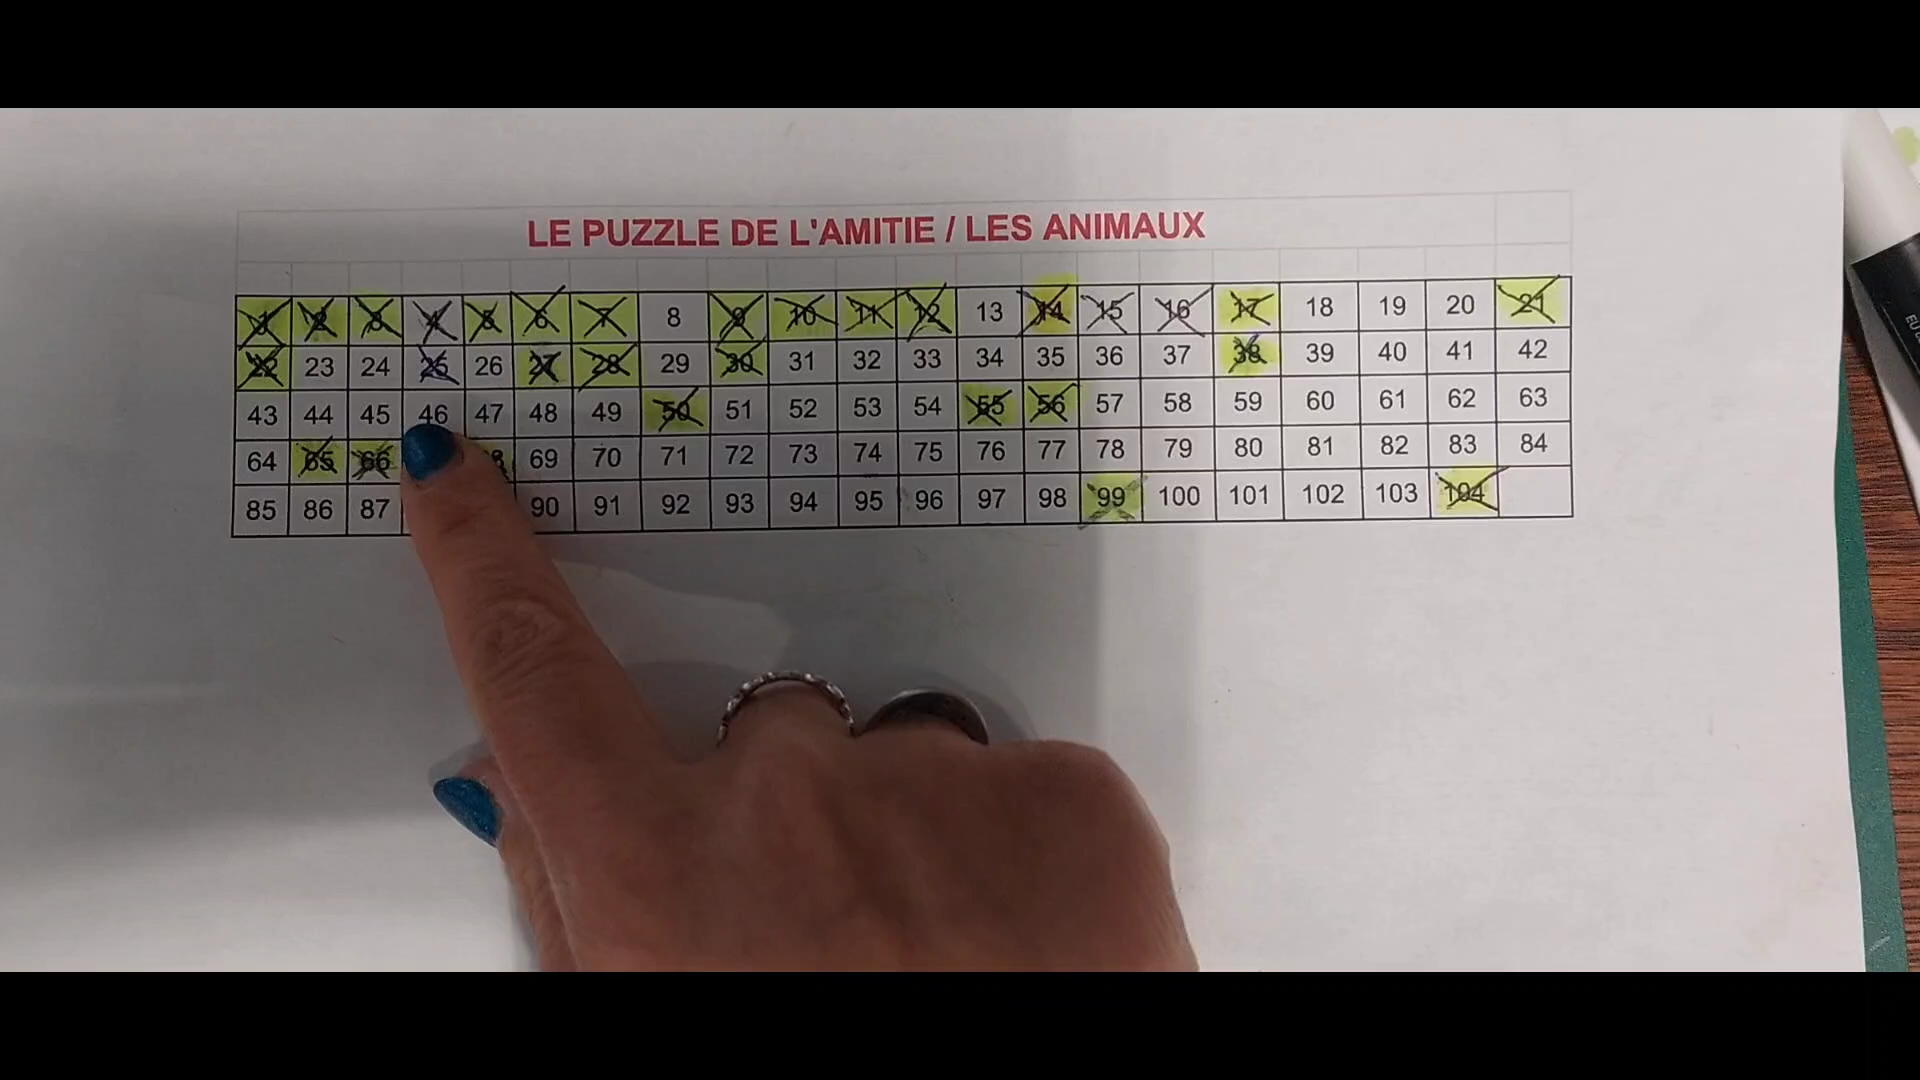 LE PUZZLE DE L'AMITIE / LES ANIMAUX
1 2 3 4 5 6 7 8 9 10 11 12 13 14 15 16 17 18 19 20 21
22 23 24 25 26 27 28 29 30 31 32 33 34 35 36 37 38 39 40 41 42
43 44 45 46 47 48 49 50 51 52 53 54 55 56 57 58 59 60 61 62 63
64 65 66 69 70 71 72 73 74 75 76 77 78 79 80 81 82 83 84
85 86 87 90 91 92 93 94 95 96 97 98 99 100 101 102 103 104
EU